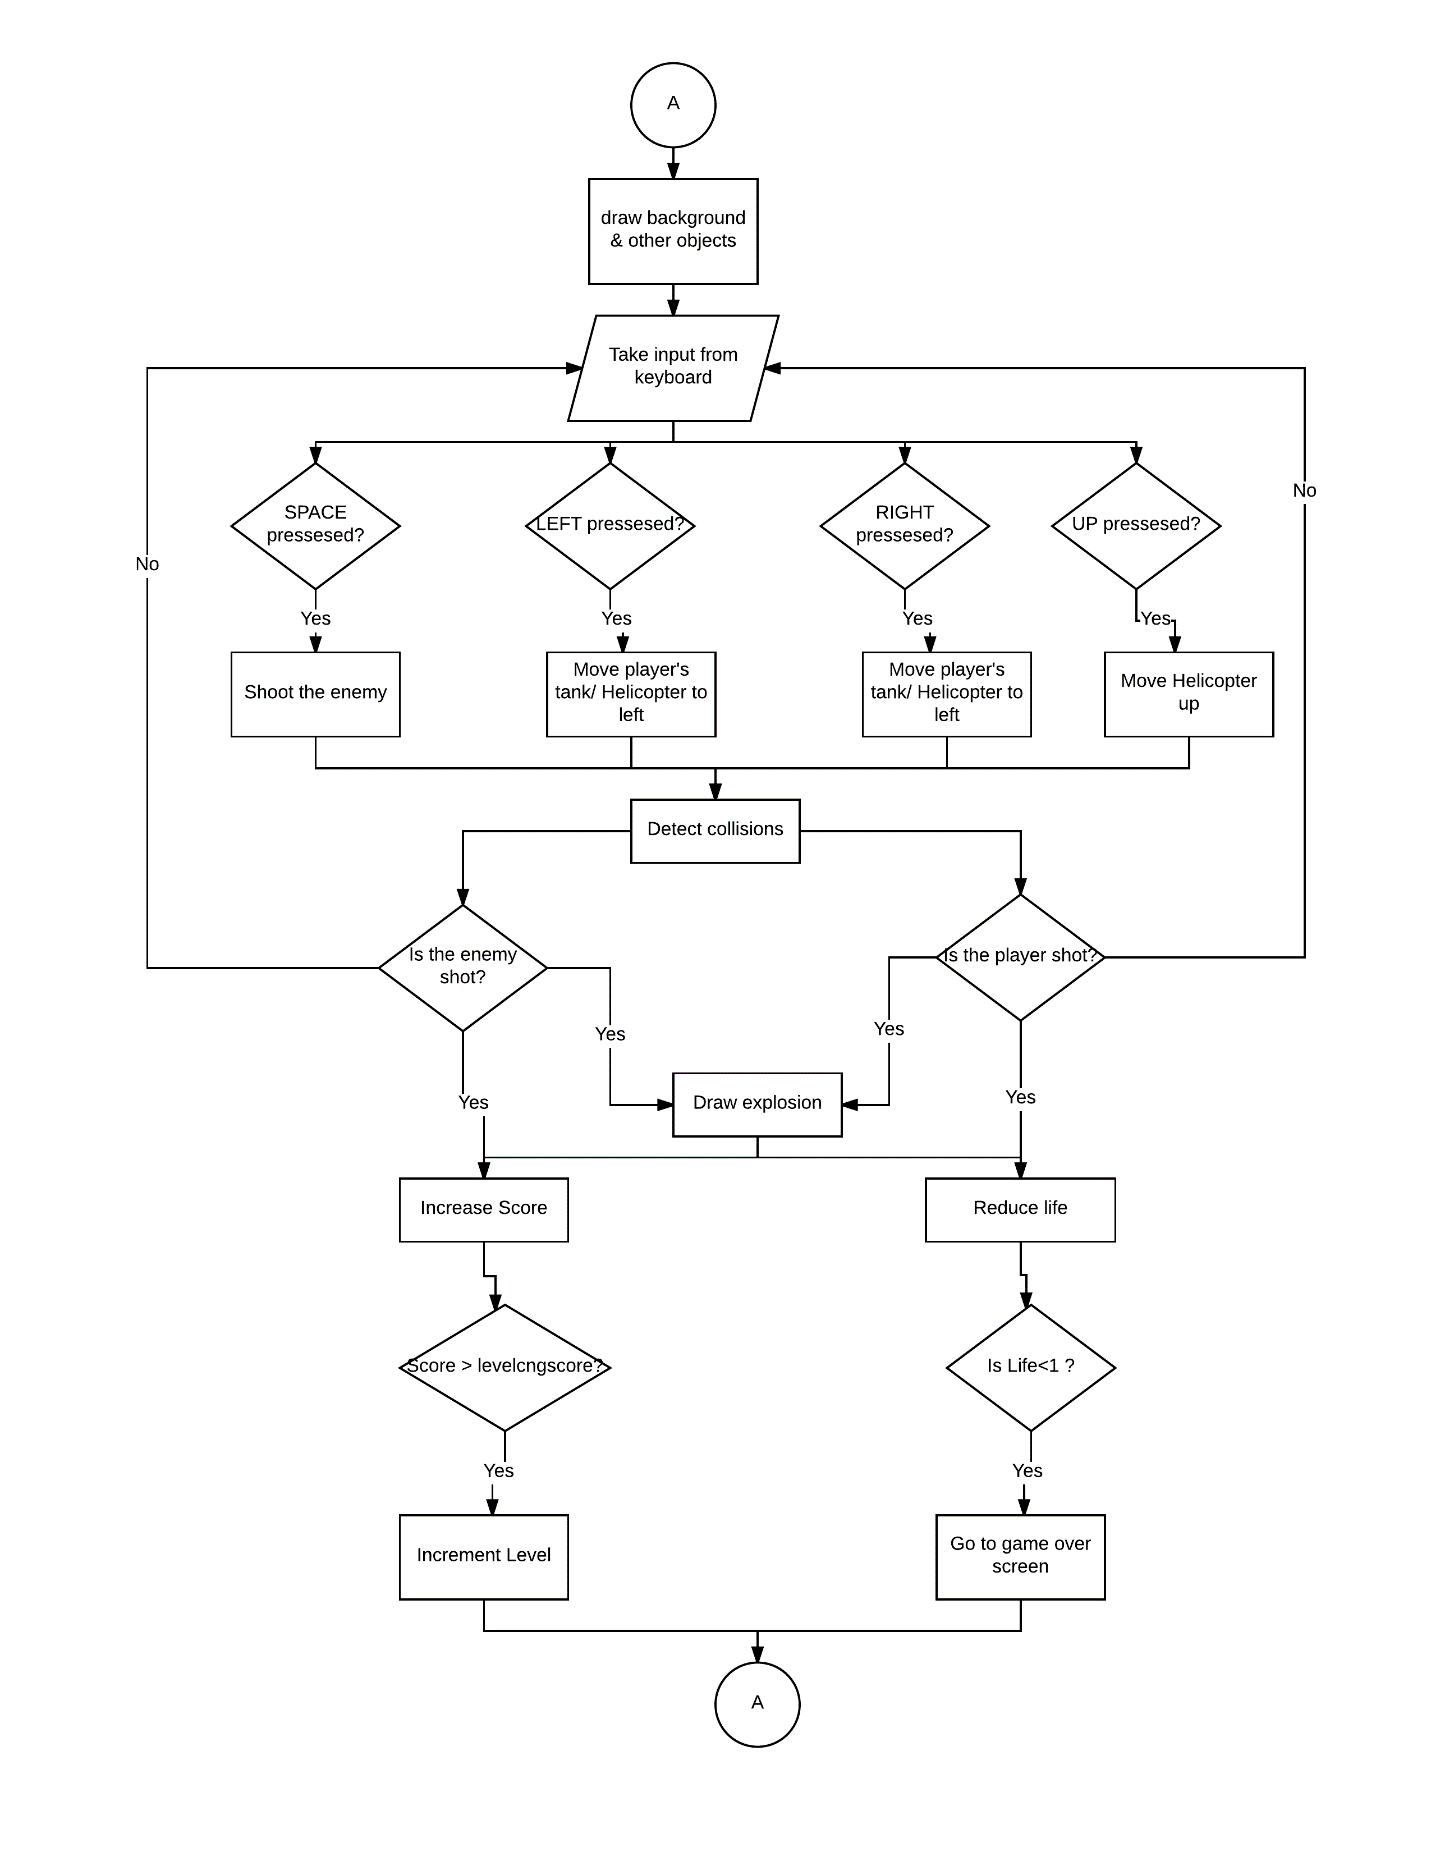 A
draw background
& other objects
Take input from
keyboard
No
SPACE
pressesed?
LEFT pressesed?
RIGHT
pressesed?
UP pressesed?
No
Yes
Yes
Yes
Yes
Shoot the enemy
Move player's
tank/ Helicopter to
left
Move player's
tank/ Helicopter to
left
Move Helicopter
up
Detect collisions
Is the enemy
shot?
Is the player shot?
Yes
Yes
Yes
Draw explosion
Yes
Increase Score
Reduce life
Score > levelcngscore?
Is Life<1 ?
Yes
Yes
Increment Level
Go to game over
screen
A